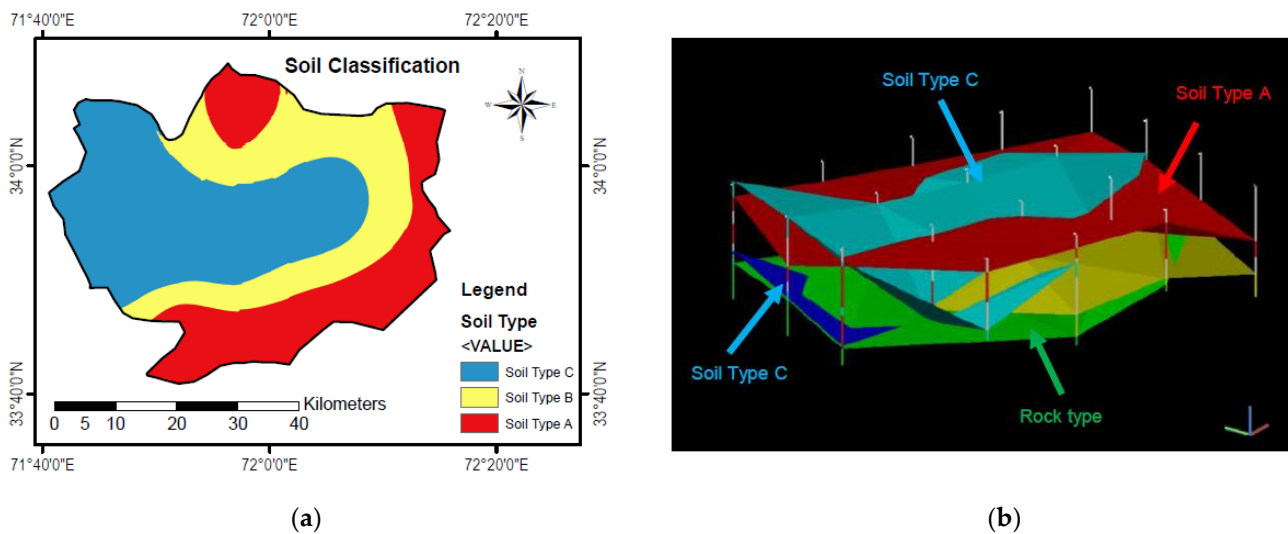 71°40'0"E
72°0'0"E
72°20'0"E
Soil Classification
N
W
E
S
34°0'0"N
34°0'0"N
33°40'0"N
33°40'0"N
Legend
Soil Type
<VALUE>
Soil Type C
Soil Type B
Soil Type A
Kilometers
0 5 10 20 30 40
71°40'0"E
72°0'0"E
72°20'0"E
(a)
Soil Type C
Soil Type A
Soil Type C
Rock type
(b)